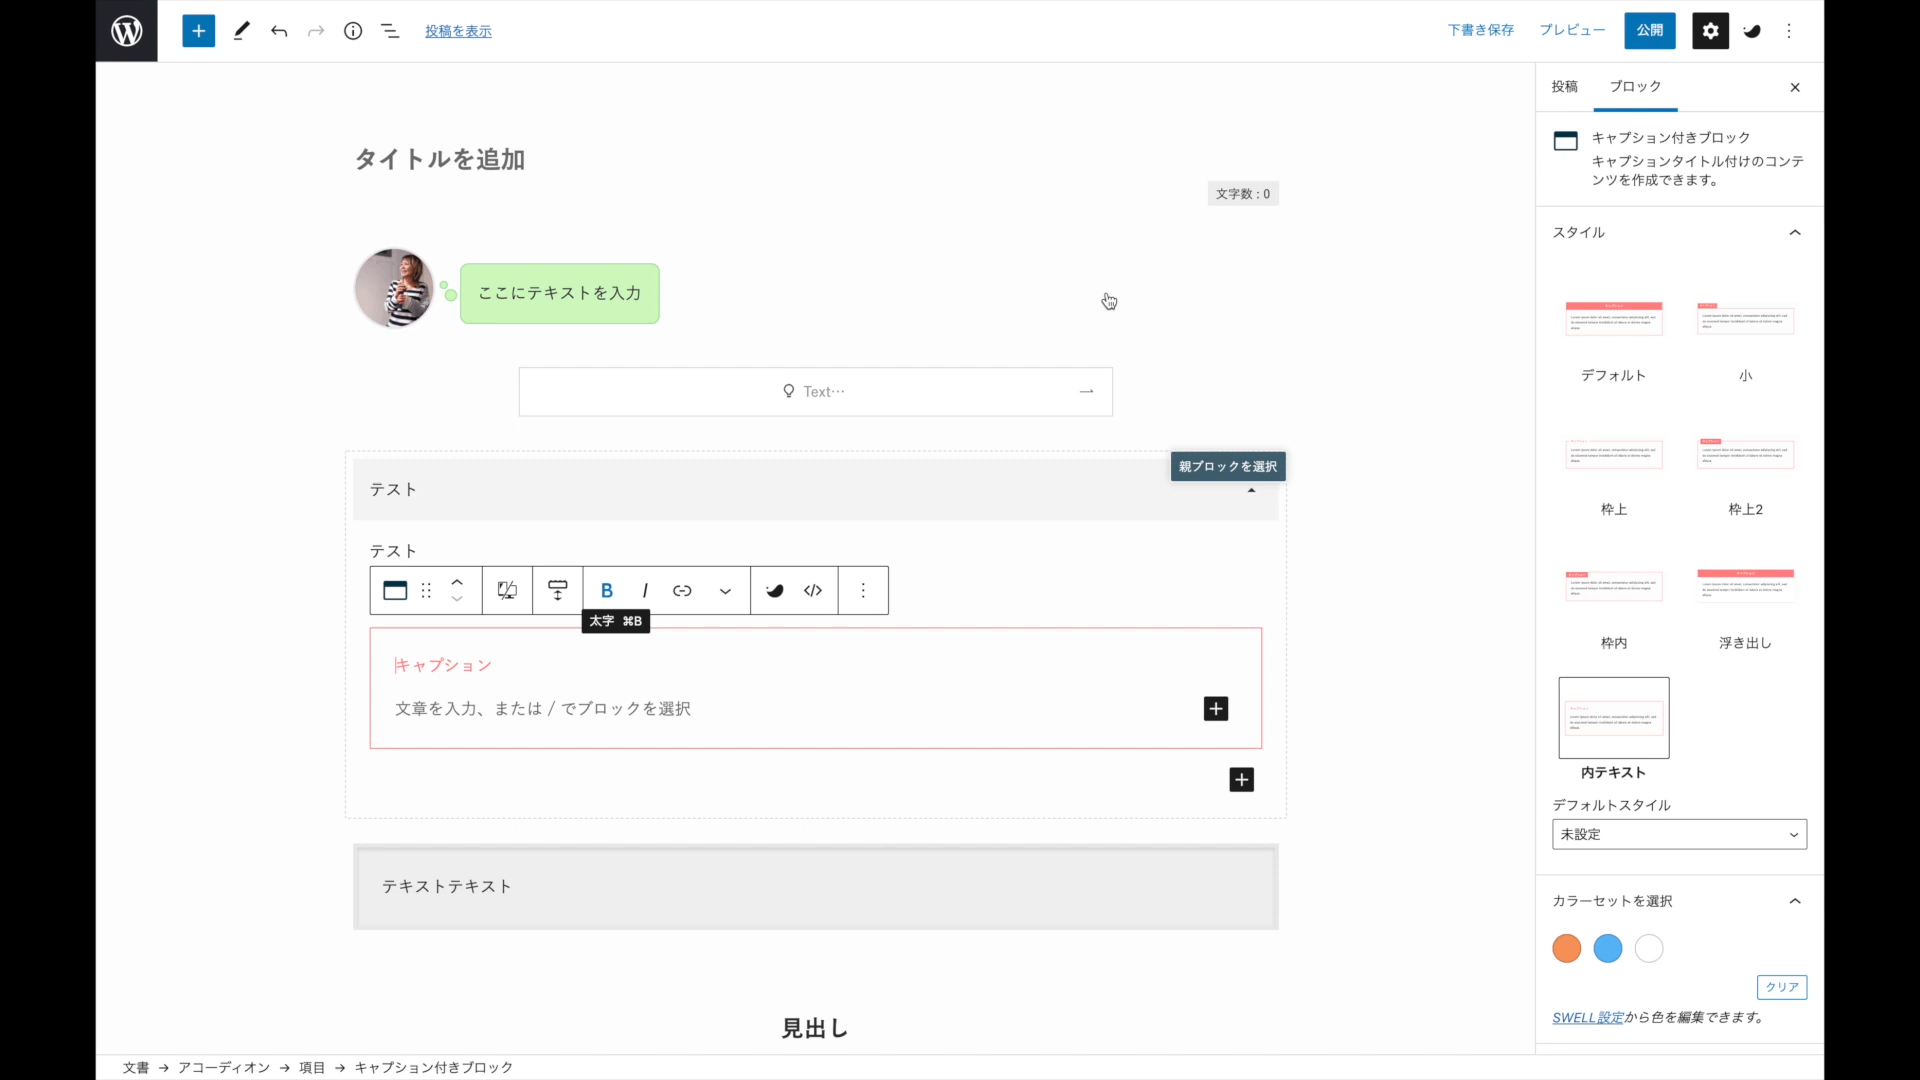 投稿を表示
下書き保存
プレビュー
公開
投稿
ブロック
キャプション付きブロック
キャプションタイトル付けのコンテ
ンツを作成できます。
タイトルを追加
文字数 : 0
スタイル
ここにテキストを入力
デフォルト
小
Text…
親ブロックを選択
テスト
枠上
枠上2
テスト
B
I
太字 ⌘B
枠内
浮き出し
キャプション
文章を入力、または / でブロックを選択
内テキスト
デフォルトスタイル
未設定
テキストテキスト
カラーセットを選択
クリア
SWELL設定から色を編集できます。
見出し
文書 → アコーディオン → 項目 → キャプション付きブロック